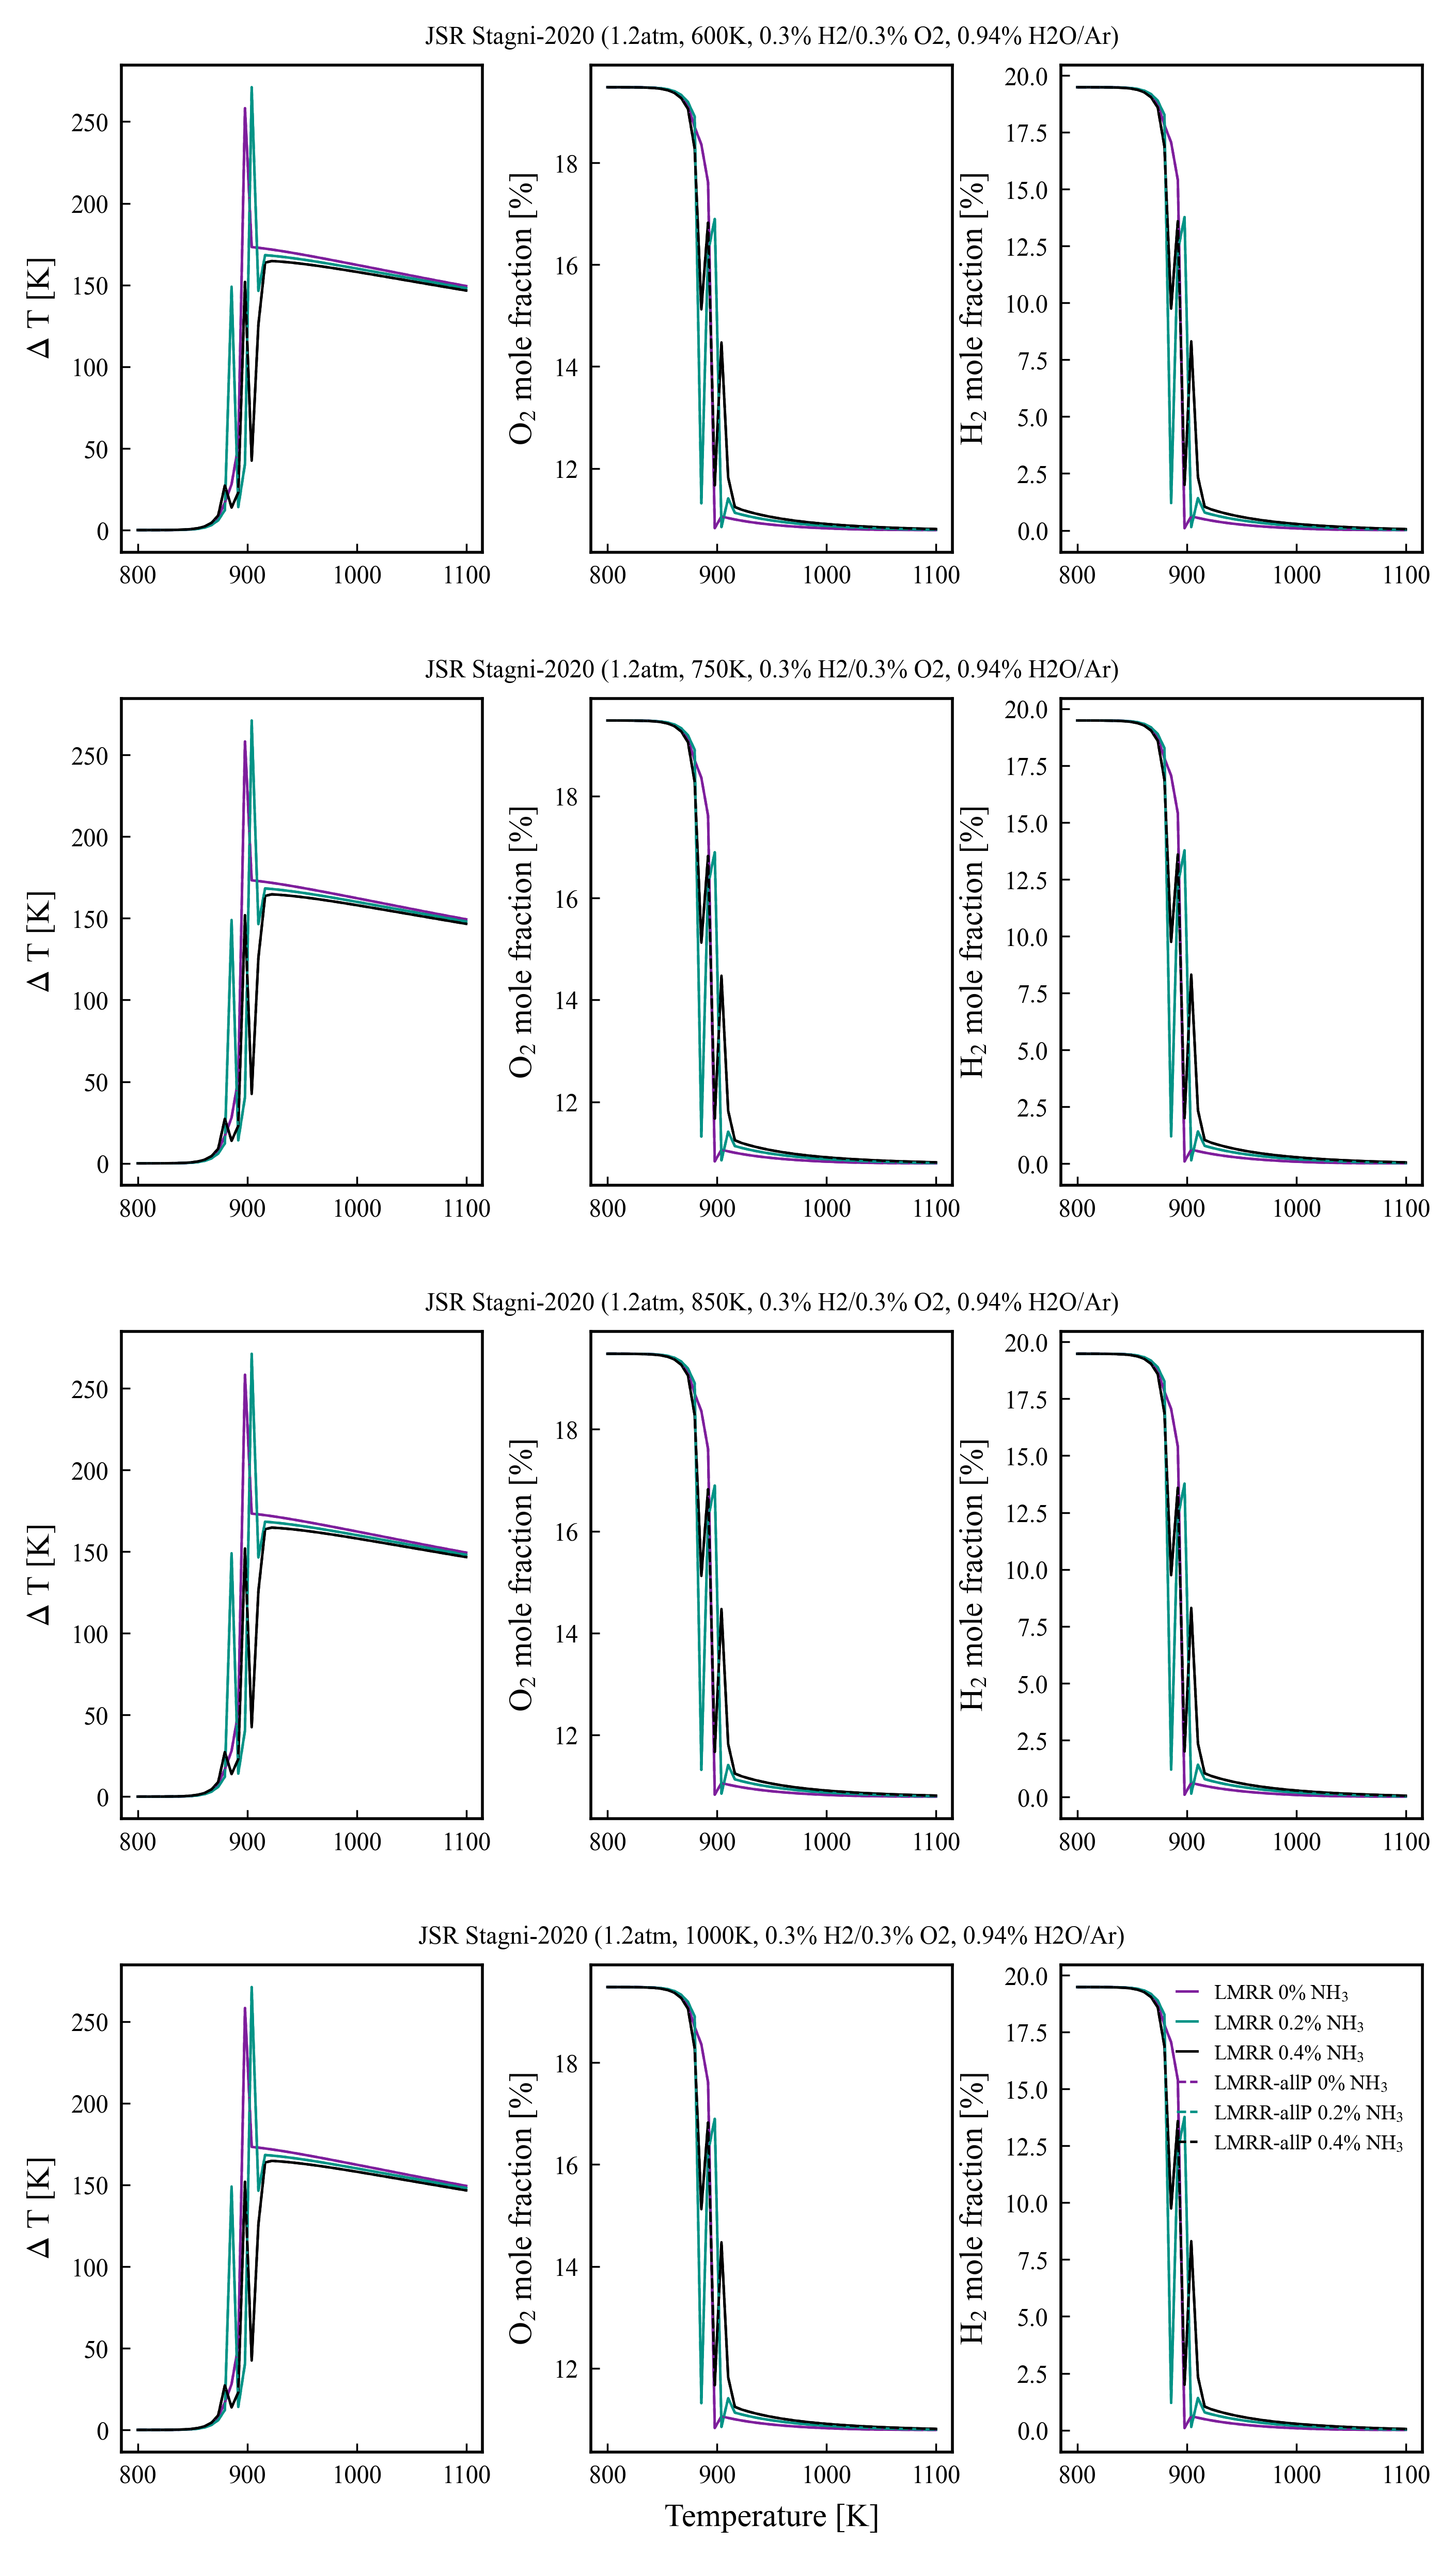 JSR Stagni-2020 (1.2atm, 600K, 0.3% H2/0.3% O2, 0.94% H2O/Ar)
Δ T [K]
250
200
150
100
50
0
800 900 1000 1100
O₂ mole fraction [%]
18
16
14
12
800 900 1000 1100
H₂ mole fraction [%]
20.0
17.5
15.0
12.5
10.0
7.5
5.0
2.5
0.0
800 900 1000 1100
JSR Stagni-2020 (1.2atm, 750K, 0.3% H2/0.3% O2, 0.94% H2O/Ar)
Δ T [K]
250
200
150
100
50
0
800 900 1000 1100
O₂ mole fraction [%]
18
16
14
12
800 900 1000 1100
H₂ mole fraction [%]
20.0
17.5
15.0
12.5
10.0
7.5
5.0
2.5
0.0
800 900 1000 1100
JSR Stagni-2020 (1.2atm, 850K, 0.3% H2/0.3% O2, 0.94% H2O/Ar)
Δ T [K]
250
200
150
100
50
0
800 900 1000 1100
O₂ mole fraction [%]
18
16
14
12
800 900 1000 1100
H₂ mole fraction [%]
20.0
17.5
15.0
12.5
10.0
7.5
5.0
2.5
0.0
800 900 1000 1100
JSR Stagni-2020 (1.2atm, 1000K, 0.3% H2/0.3% O2, 0.94% H2O/Ar)
Δ T [K]
250
200
150
100
50
0
800 900 1000 1100
O₂ mole fraction [%]
18
16
14
12
800 900 1000 1100
H₂ mole fraction [%]
20.0
17.5
15.0
12.5
10.0
7.5
5.0
2.5
0.0
800 900 1000 1100
LMRR 0% NH₃
LMRR 0.2% NH₃
LMRR 0.4% NH₃
LMRR-allP 0% NH₃
LMRR-allP 0.2% NH₃
LMRR-allP 0.4% NH₃
Temperature [K]